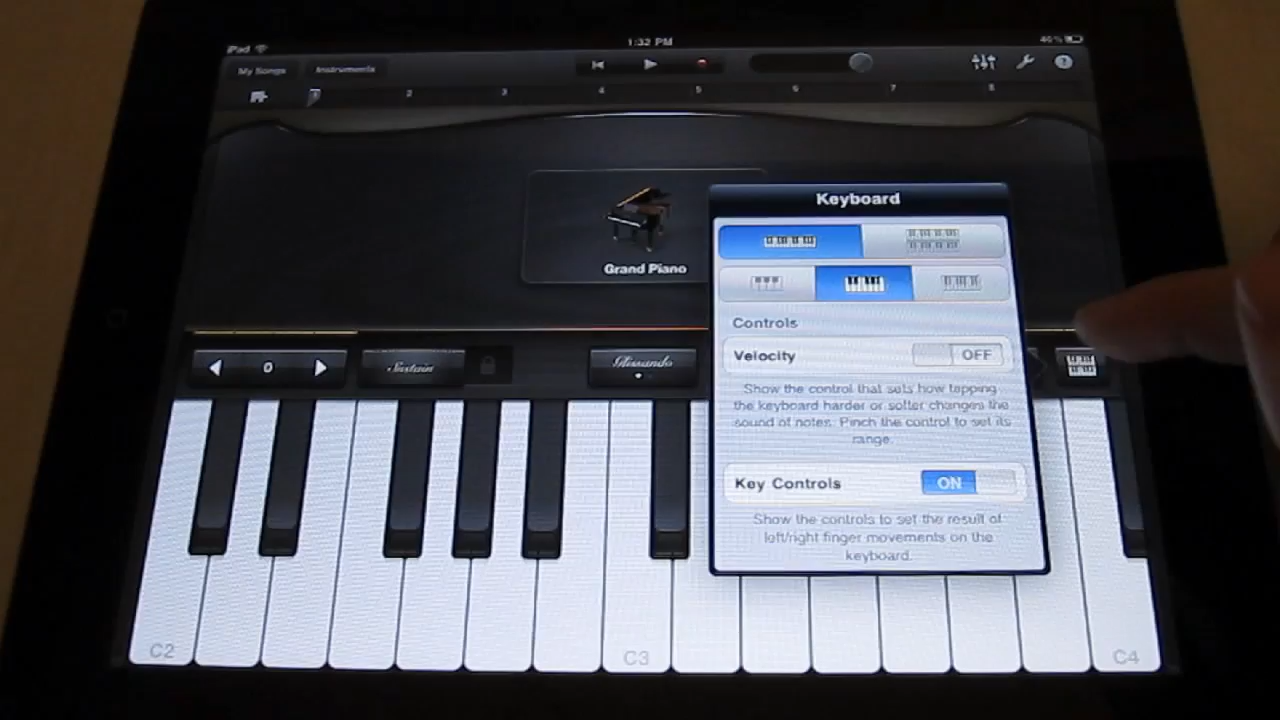 iPad 1:32 PM 46%
My Songs Instruments
1 2 3 4 5 6 7 8
Keyboard
Grand Piano
Controls
Velocity OFF
Show the control that sets how tapping
the keyboard harder or softer changes the
sound of notes. Pinch the control to set its
range.
0 Sustain Glissando
Key Controls ON
Show the controls to set the result of
left/right finger movements on the
keyboard.
C2 C3 C4